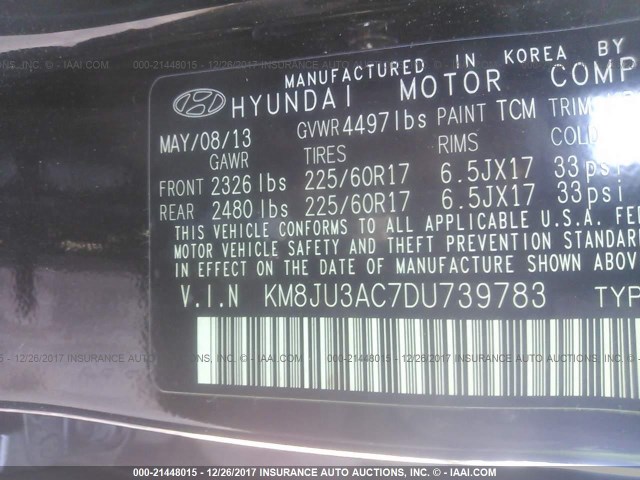 MANUFACTURED IN KOREA BY
HYUNDAI MOTOR COMP
MAY/08/13 GVWR 4497lbs PAINT TCM TRIM
GAWR TIRES RIMS COLD
FRONT 2326lbs 225/60R17 6.5JX17 33psi
REAR 2480lbs 225/60R17 6.5JX17 33psi
THIS VEHICLE CONFORMS TO ALL APPLICABLE U.S.A. FED
MOTOR VEHICLE SAFETY AND THEFT PREVENTION STANDAR
IN EFFECT ON THE DATE OF MANUFACTURE SHOWN ABOV
V.I.N KM8JU3AC7DU739783 TYP
000-21448015 - 12/26/2017 INSURANCE AUTO AUCTIONS, INC. - IAAI.COM